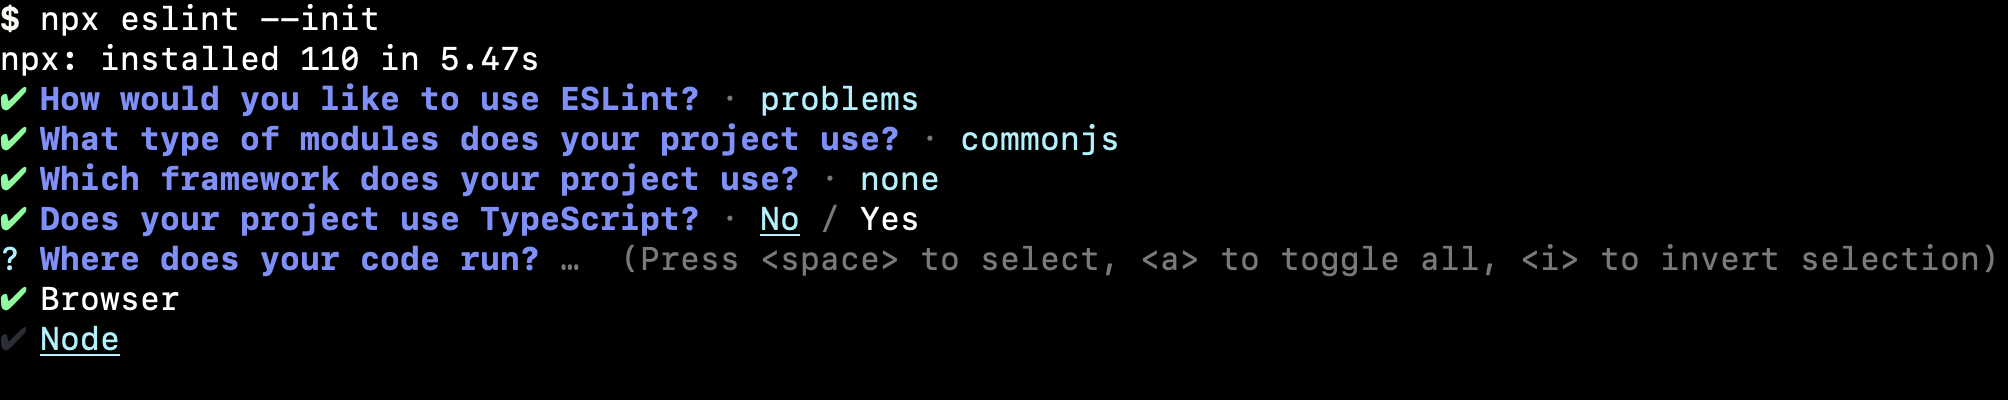 $ npx eslint --init
npx: installed 110 in 5.47s
✔ How would you like to use ESLint? · problems
✔ What type of modules does your project use? · commonjs
✔ Which framework does your project use? · none
✔ Does your project use TypeScript? · No / Yes
? Where does your code run? …  (Press <space> to select, <a> to toggle all, <i> to invert selection)
✔ Browser
✔ Node